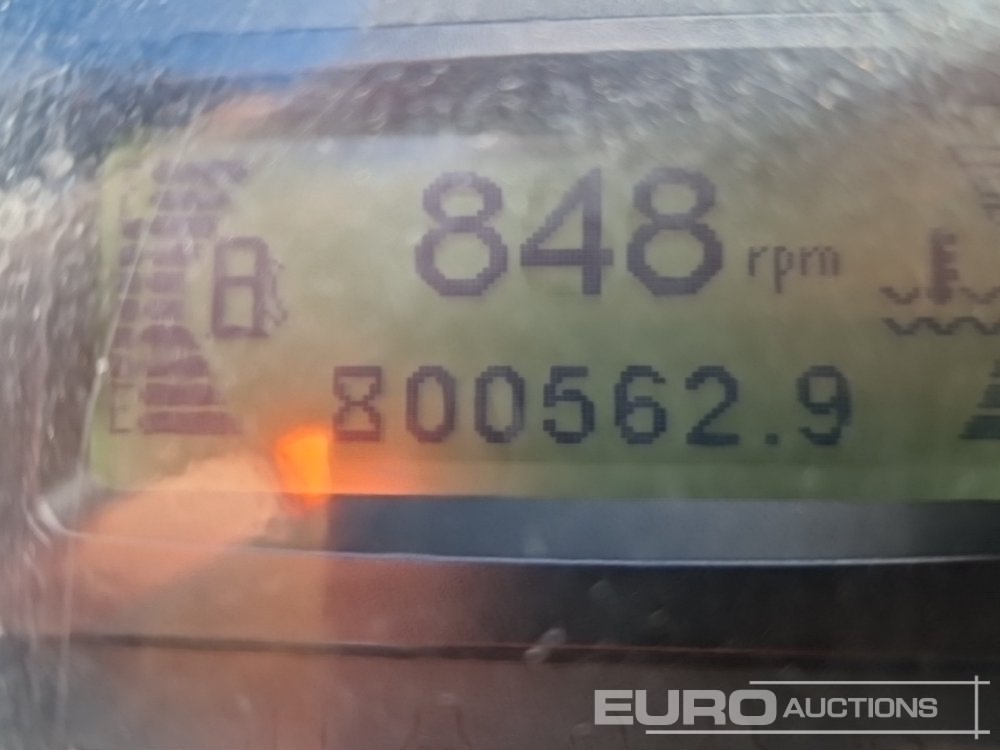 848 rpm
00562.9
E
EURO AUCTIONS